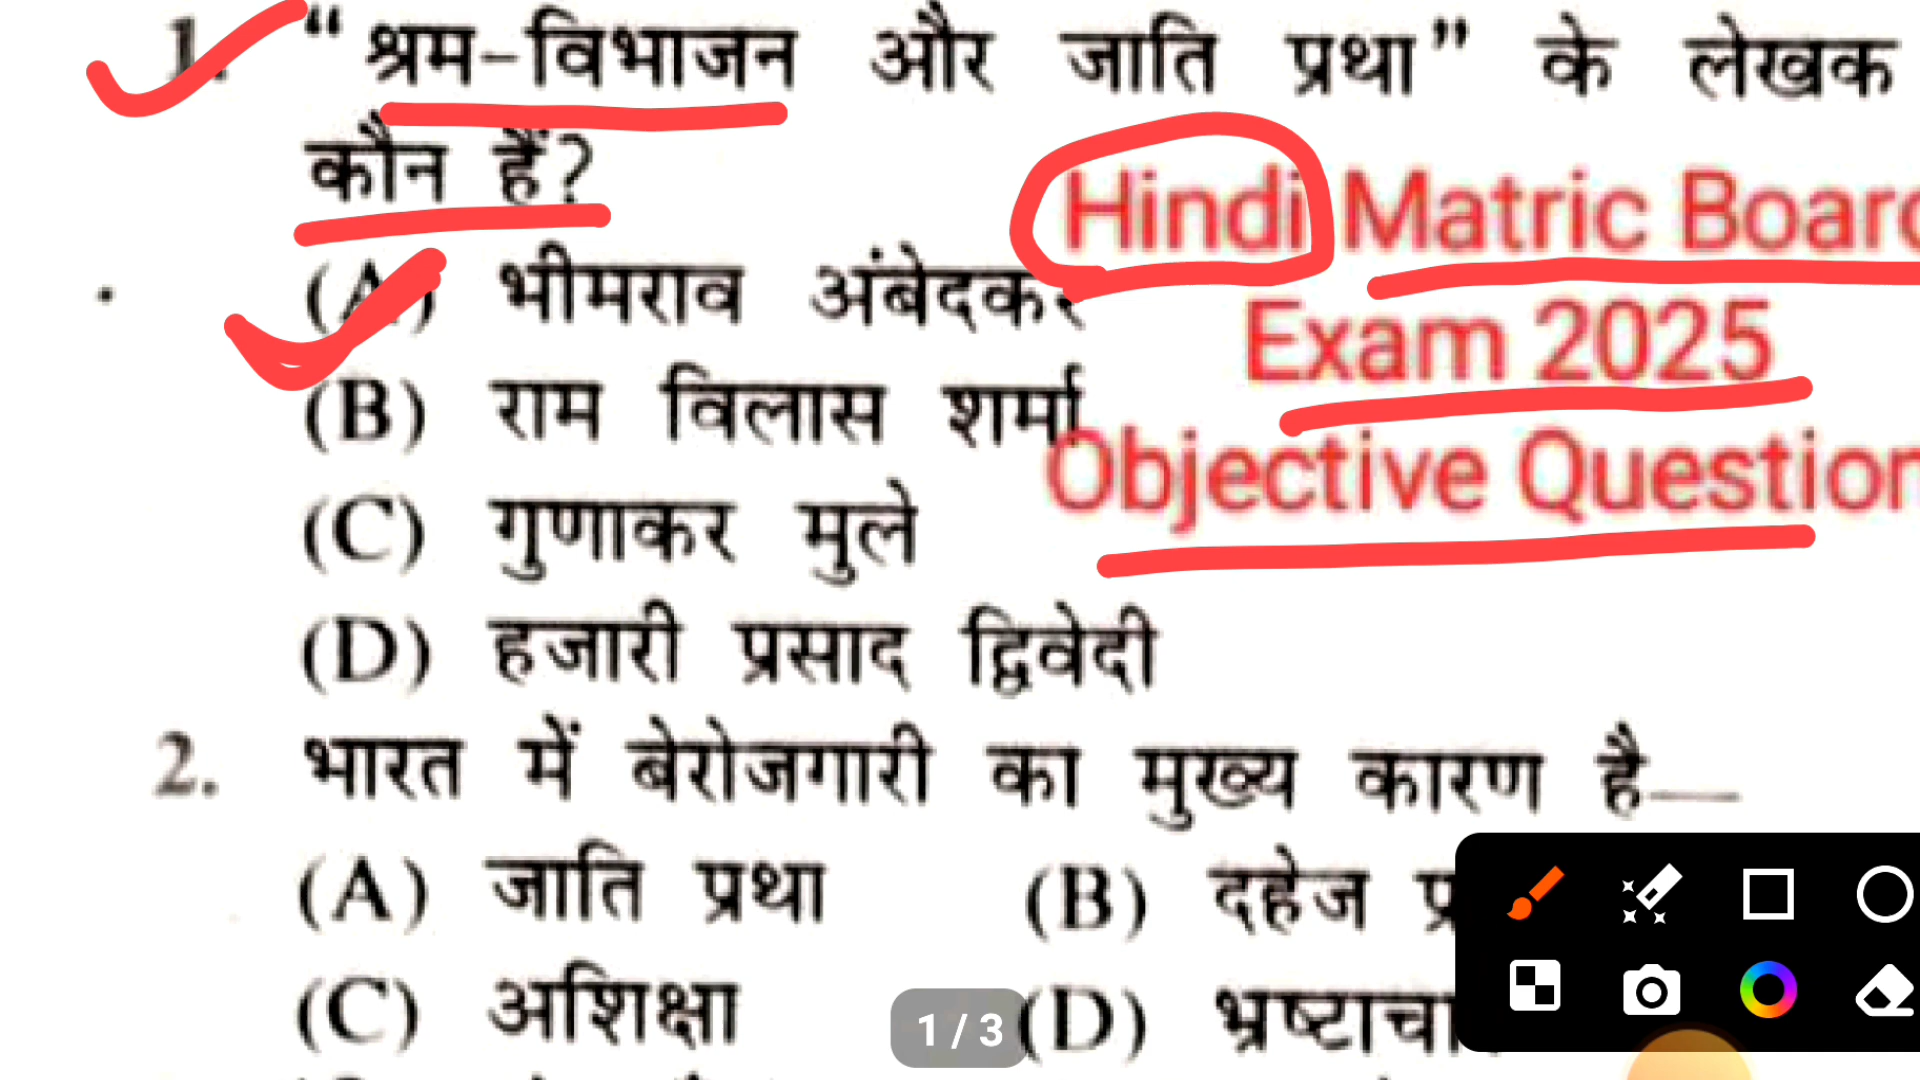 1. “ श्रम-विभाजन और जाति प्रथा” के लेखक
कौन हैं?
(A) भीमराव अंबेदकर
(B) राम विलास शर्मा
(C) गुणाकर मुले
(D) हजारी प्रसाद द्विवेदी
Hindi Matric Board
Exam 2025
Objective Question
2. भारत में बेरोजगारी का मुख्य कारण है—
(A) जाति प्रथा (B) दहेज
(C) अशिक्षा (D)
1 / 3